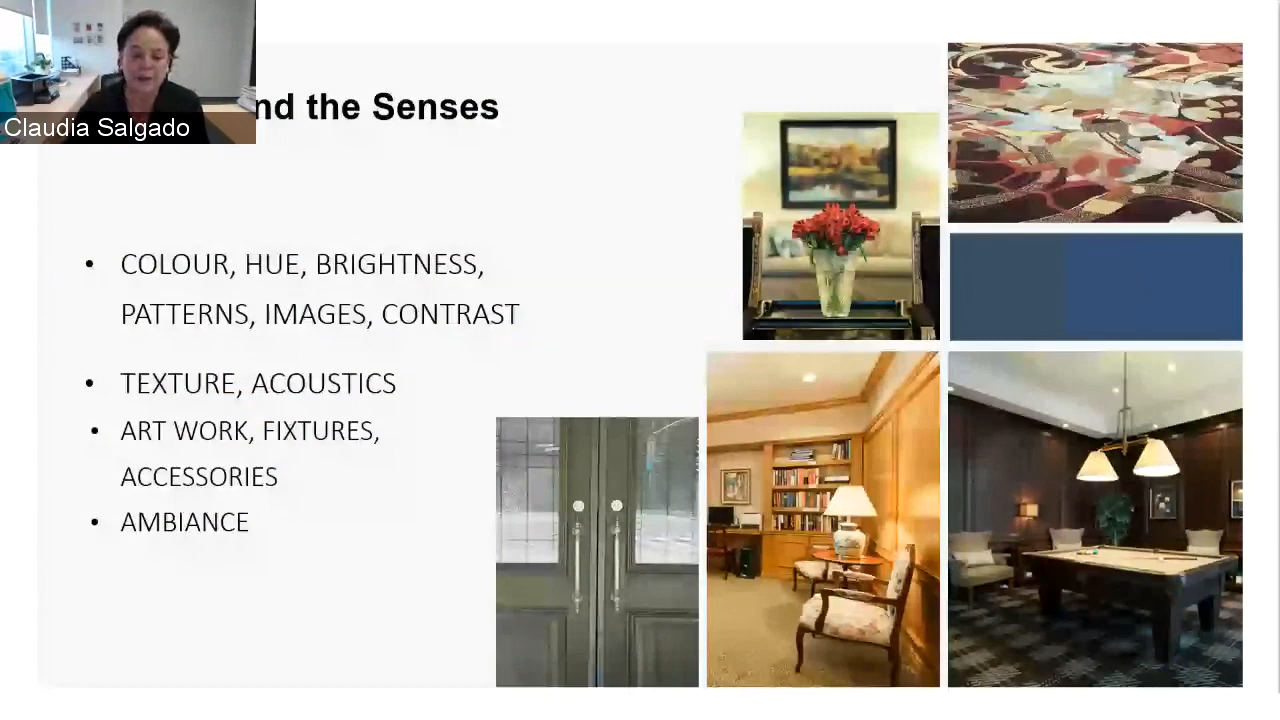 Claudia Salgado
nd the Senses
• COLOUR, HUE, BRIGHTNESS,
PATTERNS, IMAGES, CONTRAST
• TEXTURE, ACOUSTICS
• ART WORK, FIXTURES,
ACCESSORIES
• AMBIANCE